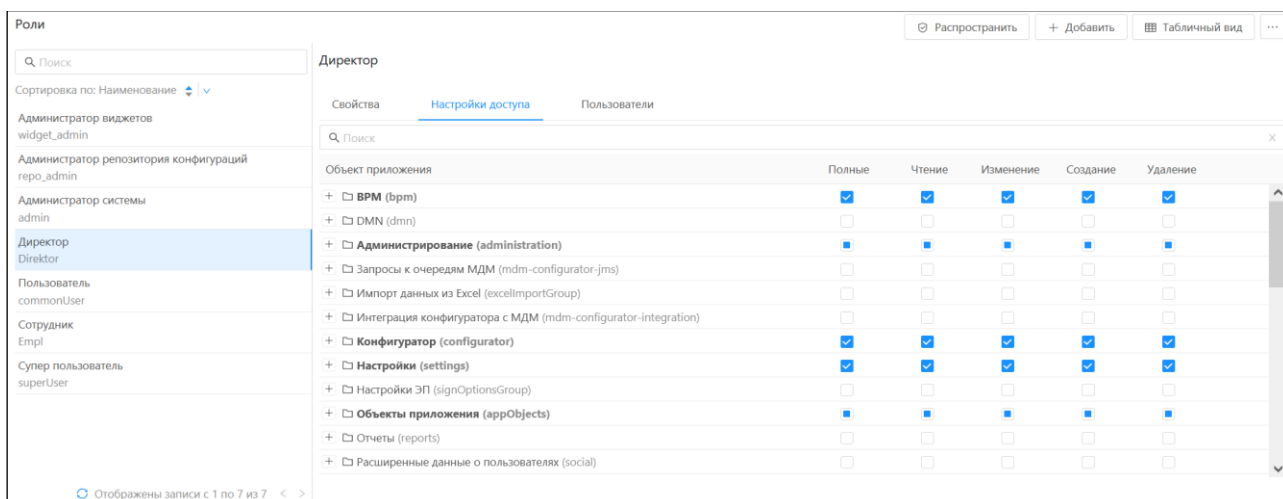 Роли
Распространить
Добавить
Табличный вид
Поиск
Сортировка по: Наименование
Администратор виджетов
widget_admin
Администратор репозитория конфигураций
repo_admin
Администратор системы
admin
Директор
Direktor
Пользователь
commonUser
Сотрудник
Empl
Супер пользователь
superUser
Отображены записи с 1 по 7 из 7
Директор
Свойства Настройки доступа Пользователи
Поиск
Объект приложения Полные Чтение Изменение Создание Удаление
BPM (bpm)
DMN (dmn)
Администрирование (administration)
Запросы к очередям МДМ (mdm-configurator-jms)
Импорт данных из Excel (excelImportGroup)
Интеграция конфигуратора с МДМ (mdm-configurator-integration)
Конфигуратор (configurator)
Настройки (settings)
Настройки ЭП (signOptionsGroup)
Объекты приложения (appObjects)
Отчеты (reports)
Расширенные данные о пользователях (social)